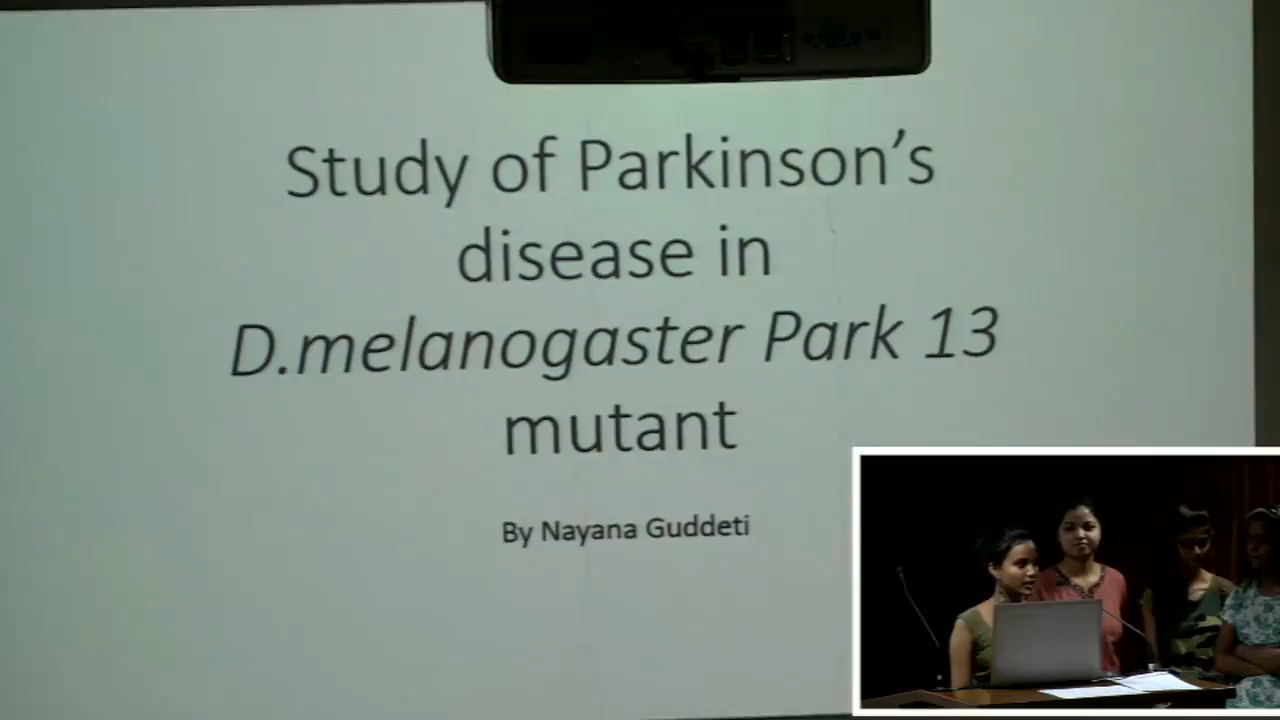 Study of Parkinson's
disease in
D.melanogaster Park 13
mutant
By Nayana Guddeti